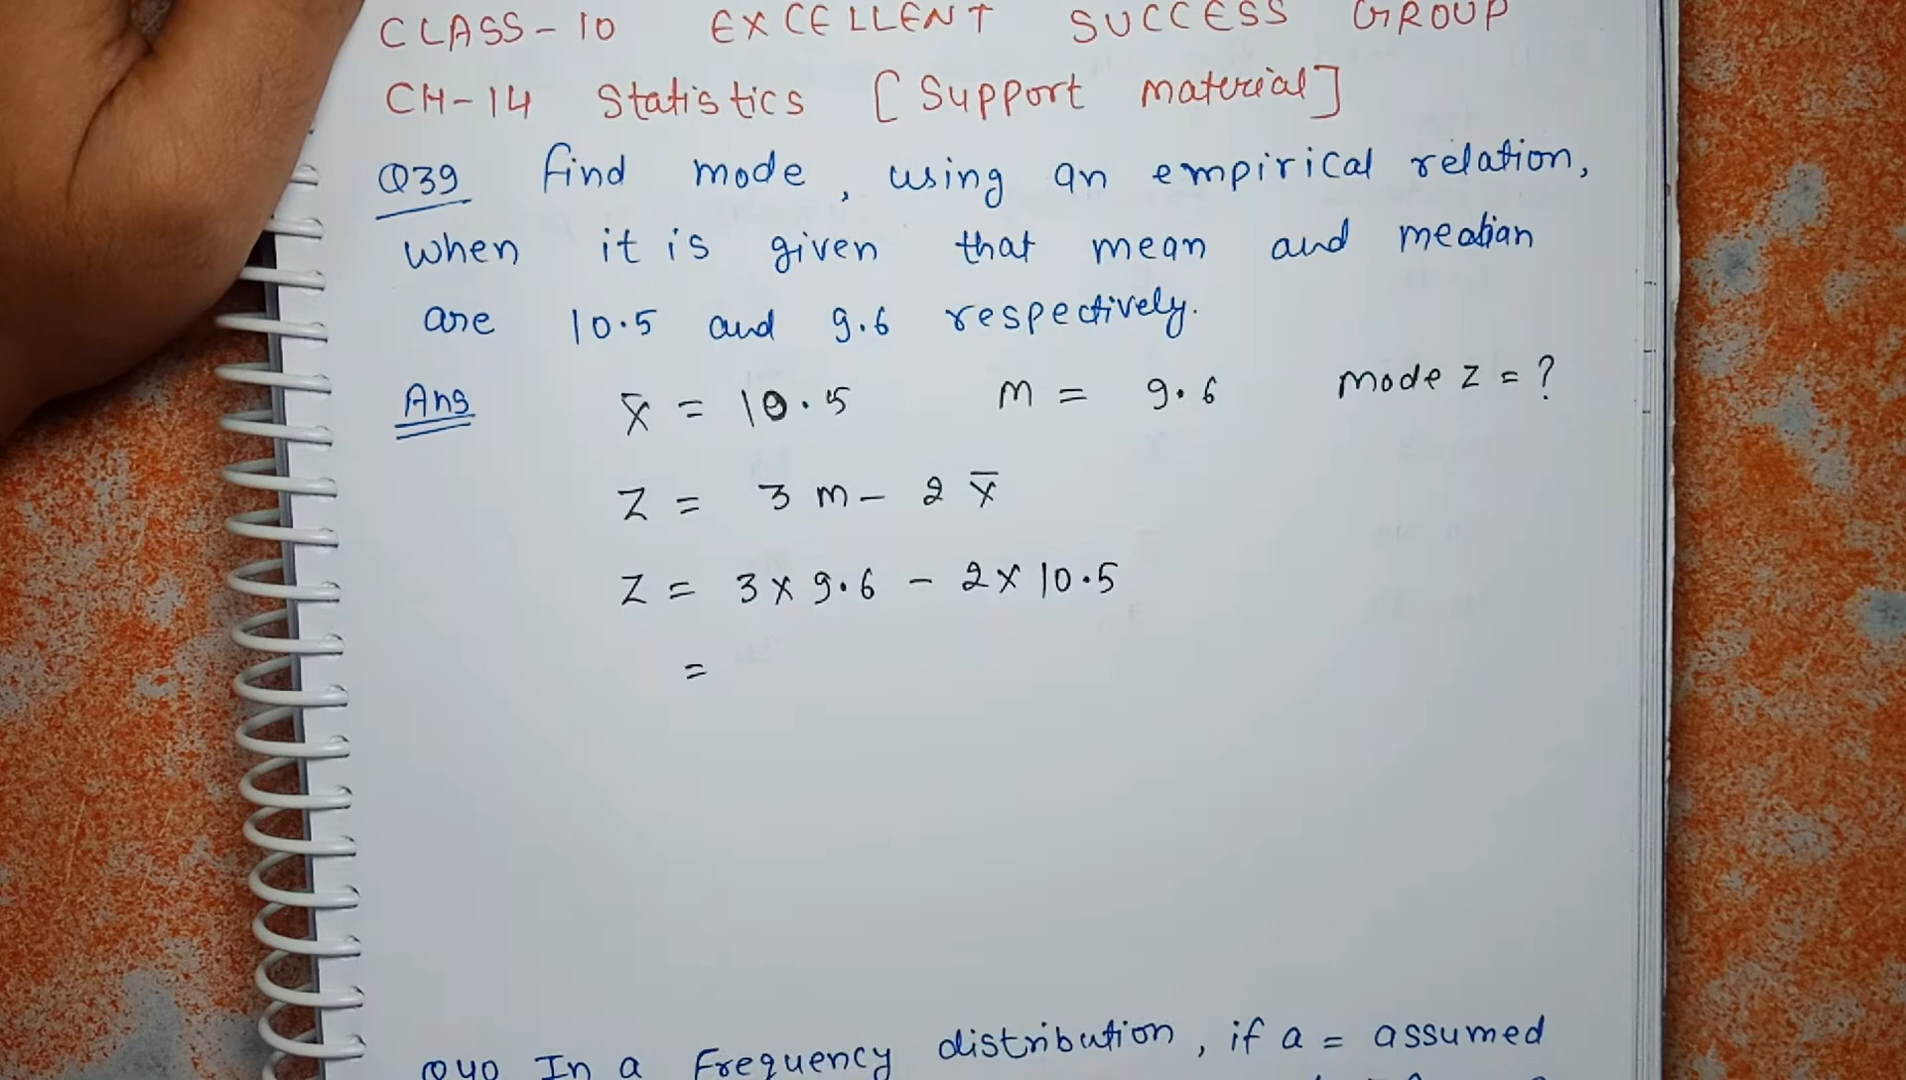 CLASS-10 EXCELLENT SUCCESS GROUP
CH-14 Statistics [Support material]
Q39 find mode, using an empirical relation,
when it is given that mean and median
are 10.5 and 9.6 respectively.
Ans x̄ = 10.5 m = 9.6 mode z = ?
Z = 3 m - 2 x̄
Z = 3 x 9.6 - 2 x 10.5
=
Q40 In a Frequency distribution, if a = assumed